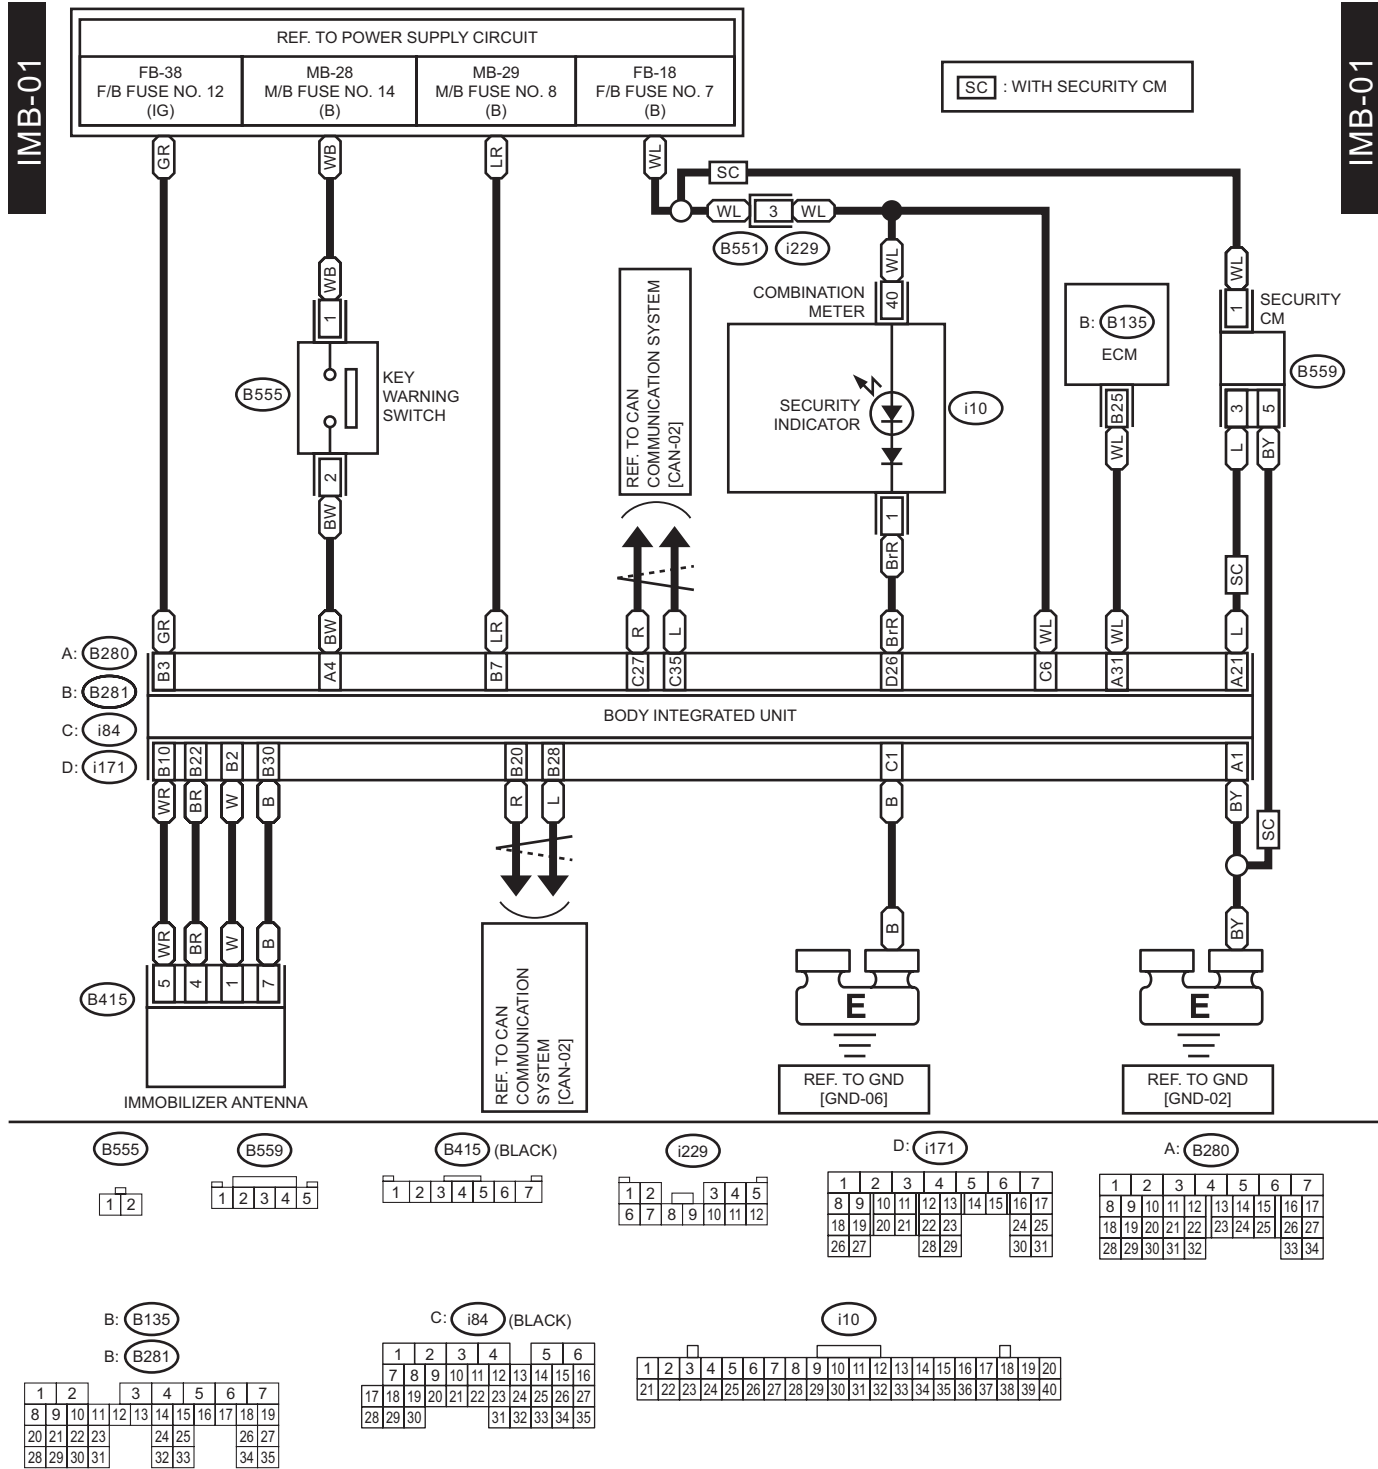 IMB-01
IMB-01
REF. TO POWER SUPPLY CIRCUIT
FB-38
F/B FUSE NO. 12
(IG)
MB-28
M/B FUSE NO. 14
(B)
MB-29
M/B FUSE NO. 8
(B)
FB-18
F/B FUSE NO. 7
(B)
SC : WITH SECURITY CM
GR
WB
LR
WL
SC
WL 3 WL
B551 i229
WB
1
B555
KEY
WARNING
SWITCH
2
BW
REF. TO CAN
COMMUNICATION SYSTEM
[CAN-02]
WL
40
COMBINATION
METER
SECURITY
INDICATOR
i10
1
BrR
B: B135
ECM
B25
WL
WL
1
SECURITY
CM
B559
3 5
L BY
SC
GR BW LR R L BrR WL WL L
A: B280
B: B281
C: i84
D: i171
B3 A4 B7 C27 C35 D26 C6 A31 A21
BODY INTEGRATED UNIT
B10 B22 B2 B30 B20 B28 C1 A1
WR BR W B R L B BY
SC
WR BR W B B BY
5 4 1 7
B415
IMMOBILIZER ANTENNA
REF. TO CAN
COMMUNICATION
SYSTEM
[CAN-02]
E
REF. TO GND
[GND-06]
E
REF. TO GND
[GND-02]
B555
1 2
B559
1 2 3 4 5
B415 (BLACK)
1 2 3 4 5 6 7
i229
1 2 3 4 5
6 7 8 9 10 11 12
D: i171
1 2 3 4 5 6 7
8 9 10 11 12 13 14 15 16 17
18 19 20 21 22 23 24 25
26 27 28 29 30 31
A: B280
1 2 3 4 5 6 7
8 9 10 11 12 13 14 15 16 17
18 19 20 21 22 23 24 25 26 27
28 29 30 31 32 33 34
B: B135
B: B281
1 2 3 4 5 6 7
8 9 10 11 12 13 14 15 16 17 18 19
20 21 22 23 24 25 26 27
28 29 30 31 32 33 34 35
C: i84 (BLACK)
1 2 3 4 5 6
7 8 9 10 11 12 13 14 15 16
17 18 19 20 21 22 23 24 25 26 27
28 29 30 31 32 33 34 35
i10
1 2 3 4 5 6 7 8 9 10 11 12 13 14 15 16 17 18 19 20
21 22 23 24 25 26 27 28 29 30 31 32 33 34 35 36 37 38 39 40